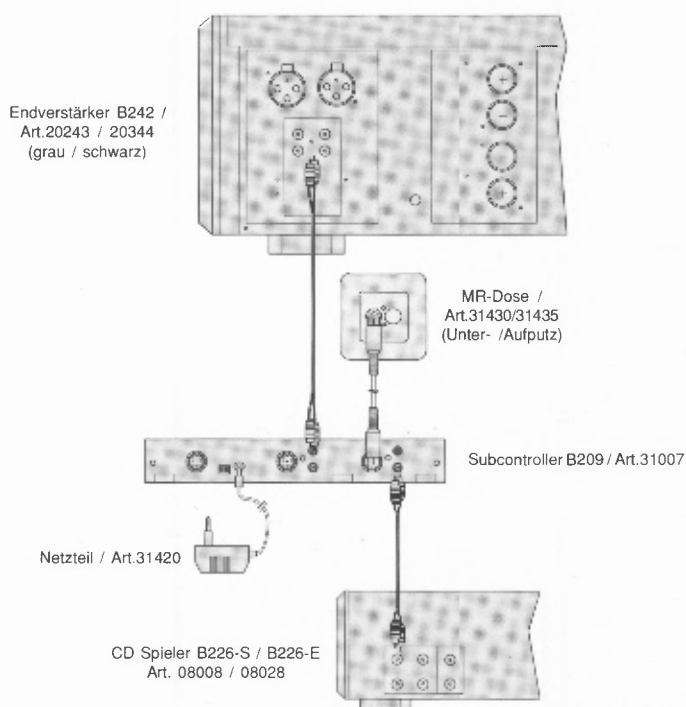 Endverstärker B242 /
Art.20243 / 20344
(grau / schwarz)
MR-Dose /
Art.31430/31435
(Unter- /Aufputz)
Subcontroller B209 / Art.31007
Netzteil / Art.31420
CD Spieler B226-S / B226-E
Art. 08008 / 08028